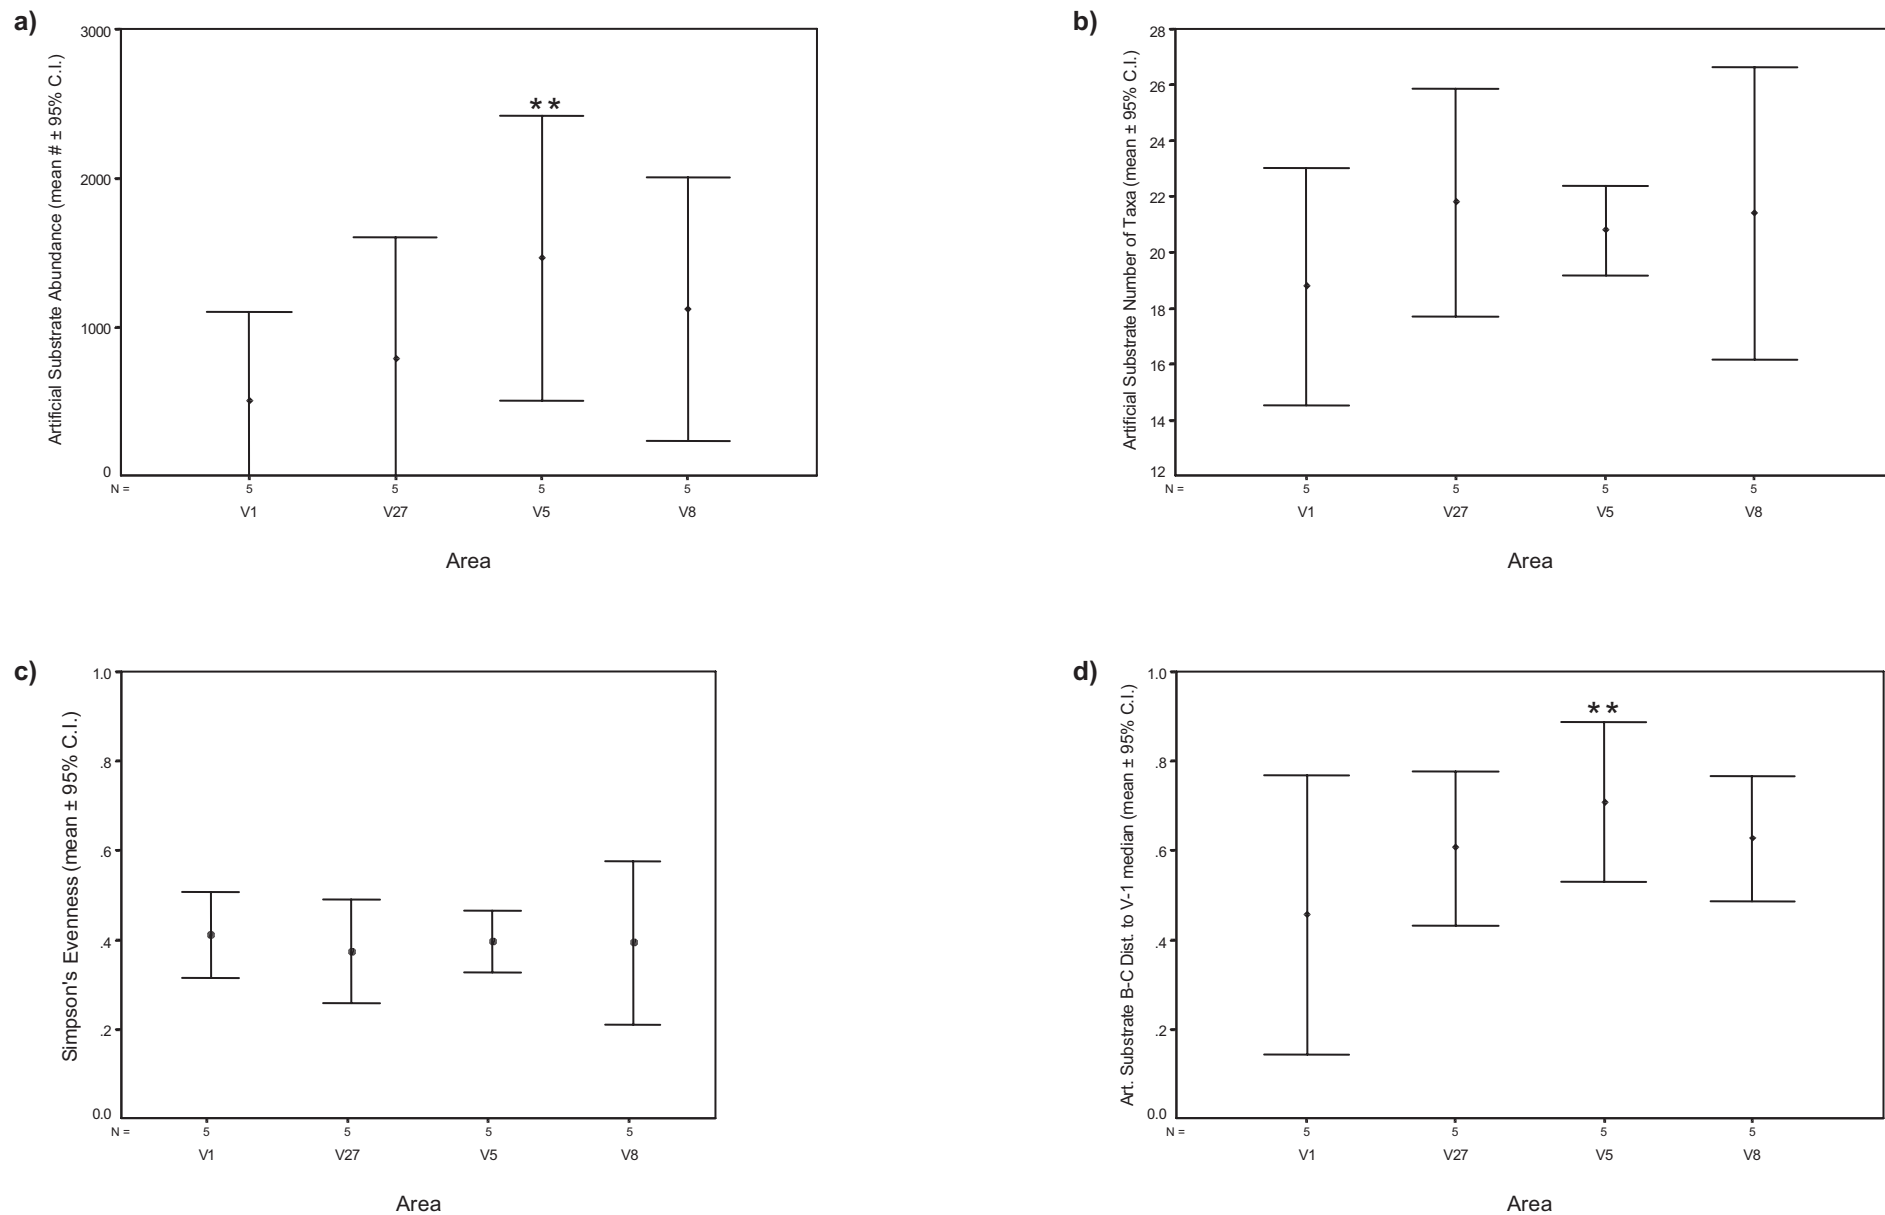 a)
Artificial Substrate Abundance (mean # ± 95% C.I.)
3000
2000
1000
0
**
N =
5 5 5 5
V1 V27 V5 V8
Area
b)
Artificial Substrate Number of Taxa (mean ± 95% C.I.)
28
26
24
22
20
18
16
14
12
N =
5 5 5 5
V1 V27 V5 V8
Area
c)
Simpson's Evenness (mean ± 95% C.I.)
1.0
.8
.6
.4
.2
0.0
N =
5 5 5 5
V1 V27 V5 V8
Area
d)
Art. Substrate B-C Dist. to V-1 median (mean ± 95% C.I.)
1.0
.8
.6
.4
.2
0.0
**
N =
5 5 5 5
V1 V27 V5 V8
Area